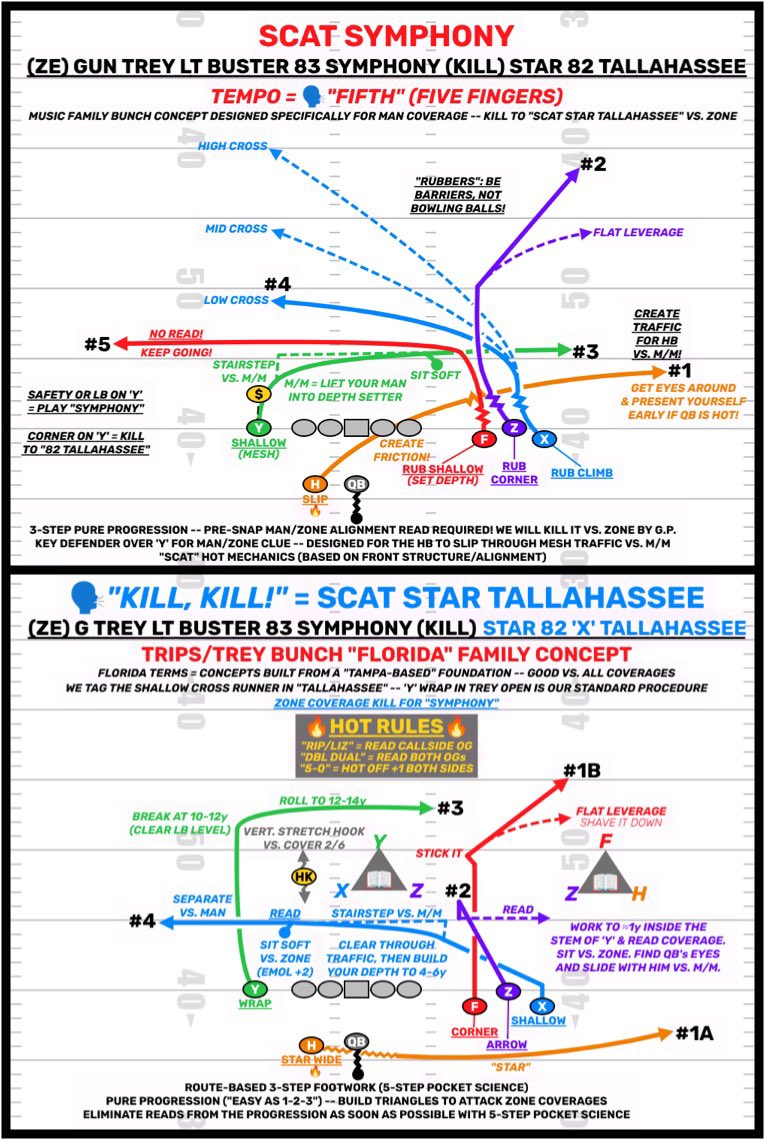 SCAT SYMPHONY
(ZE) GUN TREY LT BUSTER 83 SYMPHONY (KILL) STAR 82 TALLAHASSEE
TEMPO = "FIFTH" (FIVE FINGERS)
MUSIC FAMILY BUNCH CONCEPT DESIGNED SPECIFICALLY FOR MAN COVERAGE -- KILL TO "SCAT STAR TALLAHASSEE" VS. ZONE
HIGH CROSS
#2
"RUBBERS": BE
BARRIERS, NOT
BOWLING BALLS!
MID CROSS
FLAT LEVERAGE
#4
LOW CROSS
50
50
CREATE
TRAFFIC
FOR HB
VS. M/M!
#5
NO READ!
KEEP GOING!
#3
STAIRSTEP
VS. M/M
SIT SOFT
M/M = LIFT YOUR MAN
INTO DEPTH SETTER
#1
GET EYES AROUND
& PRESENT YOURSELF
EARLY IF QB IS HOT!
SAFETY OR LB ON 'Y'
= PLAY "SYMPHONY"
CORNER ON 'Y' = KILL
TO "82 TALLAHASSEE"
$
Y
SHALLOW
(MESH)
CREATE
FRICTION!
F
Z
X
RUB SHALLOW
(SET DEPTH)
RUB
CORNER
RUB CLIMB
H
QB
SLIP
40
40
40
40
30
3-STEP PURE PROGRESSION -- PRE-SNAP MAN/ZONE ALIGNMENT READ REQUIRED! WE WILL KILL IT VS. ZONE BY G.P.
KEY DEFENDER OVER 'Y' FOR MAN/ZONE CLUE -- DESIGNED FOR THE HB TO SLIP THROUGH MESH TRAFFIC VS. M/M
"SCAT" HOT MECHANICS (BASED ON FRONT STRUCTURE/ALIGNMENT)
"KILL, KILL!" = SCAT STAR TALLAHASSEE
(ZE) G TREY LT BUSTER 83 SYMPHONY (KILL) STAR 82 'X' TALLAHASSEE
TRIPS/TREY BUNCH "FLORIDA" FAMILY CONCEPT
FLORIDA TERMS = CONCEPTS BUILT FROM A "TAMPA-BASED" FOUNDATION -- GOOD VS. ALL COVERAGES
WE TAG THE SHALLOW CROSS RUNNER IN "TALLAHASSEE" -- 'Y' WRAP IN TREY OPEN IS OUR STANDARD PROCEDURE
ZONE COVERAGE KILL FOR "SYMPHONY"
HOT RULES
"RIP/LIZ" = READ CALLSIDE OG
"DBL DUAL" = READ BOTH OGs
"5-0" = HOT OFF +1 BOTH SIDES
#1B
ROLL TO 12-14y
#3
BREAK AT 10-12y
(CLEAR LB LEVEL)
FLAT LEVERAGE
SHAVE IT DOWN
VERT. STRETCH HOOK
VS. COVER 2/6
HK
Y
X
Z
STICK IT
F
Z
H
#2
SEPARATE
VS. MAN
#4
READ
STAIRSTEP VS. M/M
READ
SIT SOFT
VS. ZONE
(EMOL +2)
CLEAR THROUGH
TRAFFIC, THEN BUILD
YOUR DEPTH TO 4-6y
WORK TO ≈1y INSIDE THE
STEM OF 'Y' & READ COVERAGE.
SIT VS. ZONE. FIND QB's EYES
AND SLIDE WITH HIM VS. M/M.
Y
WRAP
F
Z
X
CORNER
ARROW
SHALLOW
H
QB
STAR WIDE
"STAR"
#1A
40
40
50
50
40
40
ROUTE-BASED 3-STEP FOOTWORK (5-STEP POCKET SCIENCE)
PURE PROGRESSION ("EASY AS 1-2-3") -- BUILD TRIANGLES TO ATTACK ZONE COVERAGES
ELIMINATE READS FROM THE PROGRESSION AS SOON AS POSSIBLE WITH 5-STEP POCKET SCIENCE